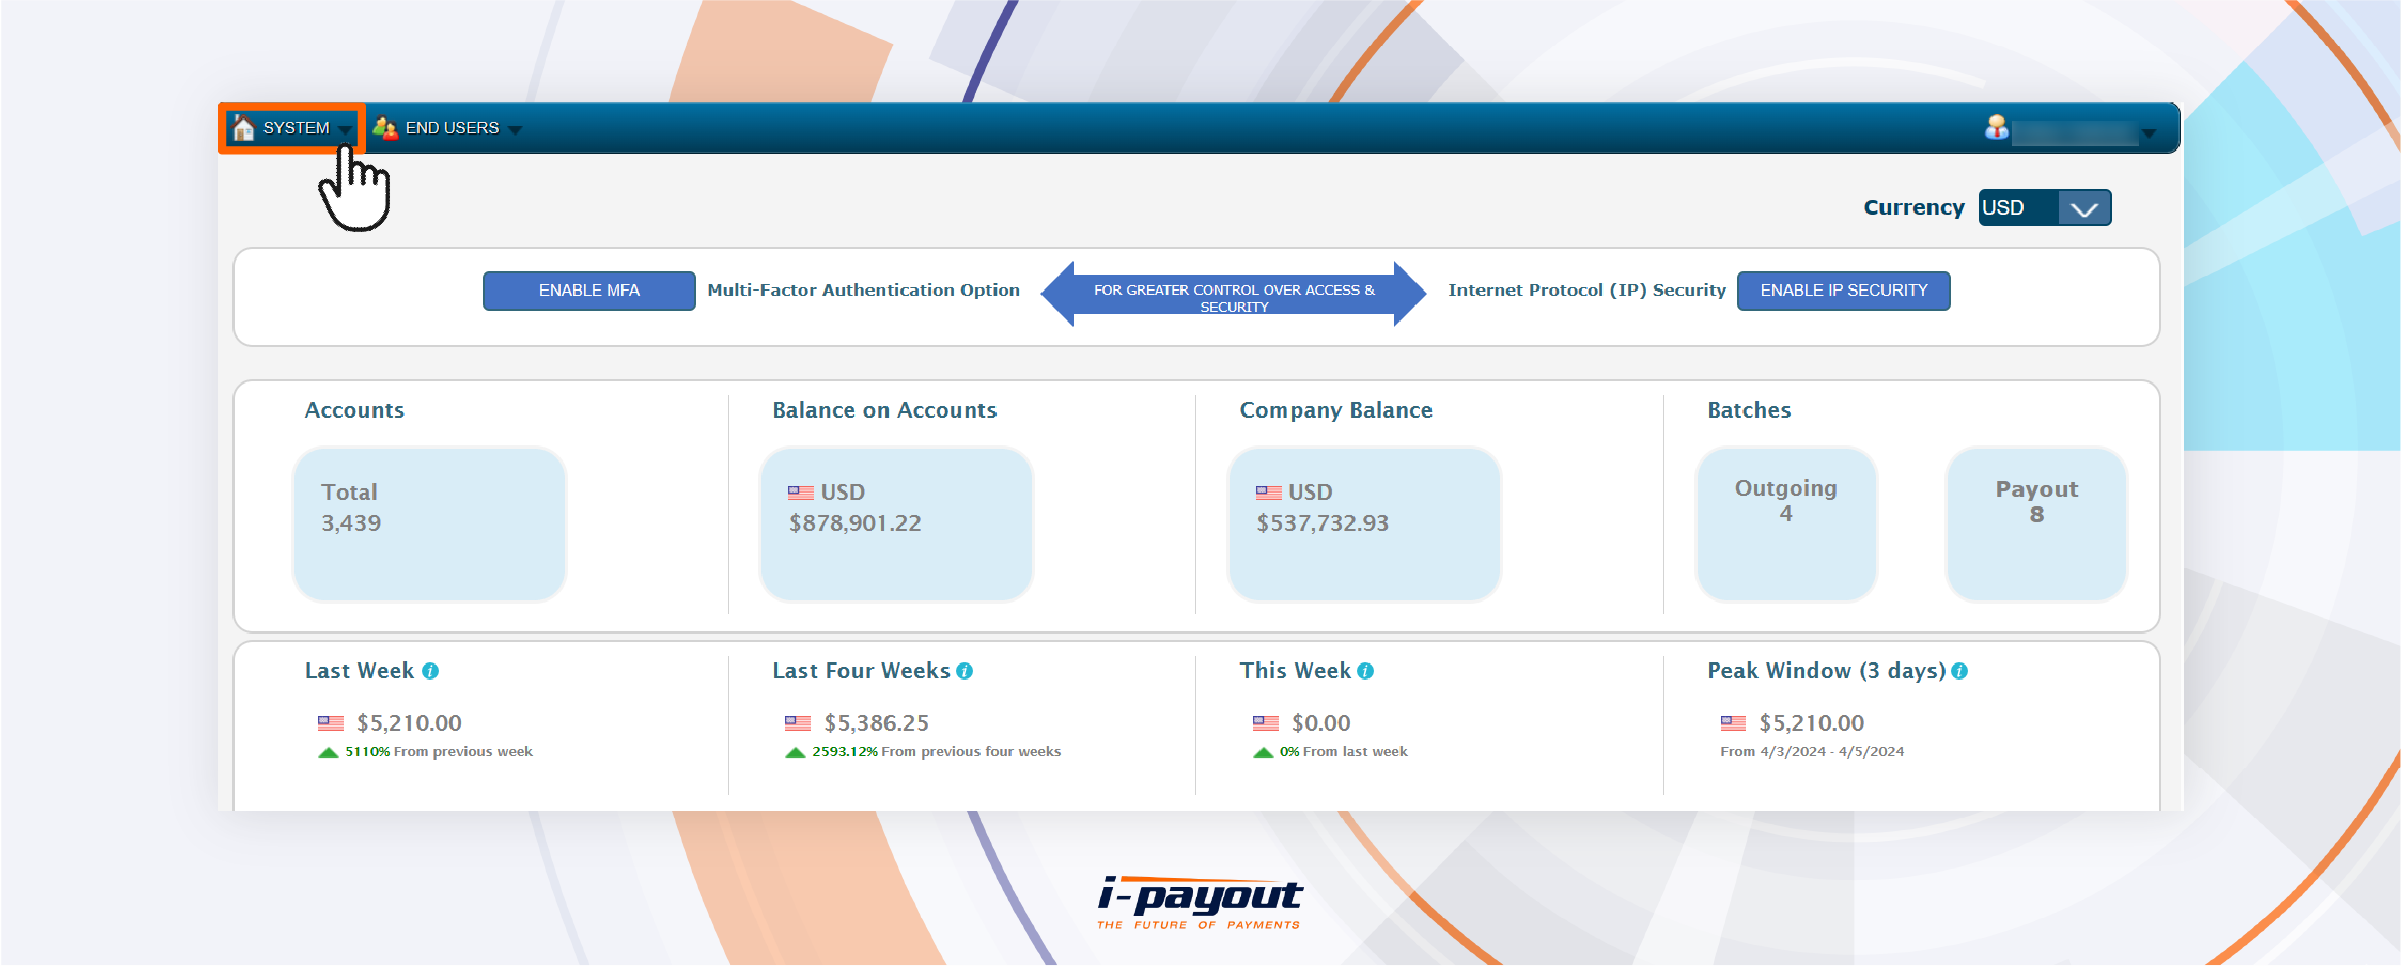 SYSTEM
END USERS
Currency USD
ENABLE MFA
Multi-Factor Authentication Option
FOR GREATER CONTROL OVER ACCESS &
SECURITY
Internet Protocol (IP) Security
ENABLE IP SECURITY
Accounts
Total
3,439
Balance on Accounts
USD
$878,901.22
Company Balance
USD
$537,732.93
Batches
Outgoing
4
Payout
8
Last Week
$5,210.00
5110% From previous week
Last Four Weeks
$5,386.25
2593.12% From previous four weeks
This Week
$0.00
0% From last week
Peak Window (3 days)
$5,210.00
From 4/3/2024 - 4/5/2024
i-payout
THE FUTURE OF PAYMENTS